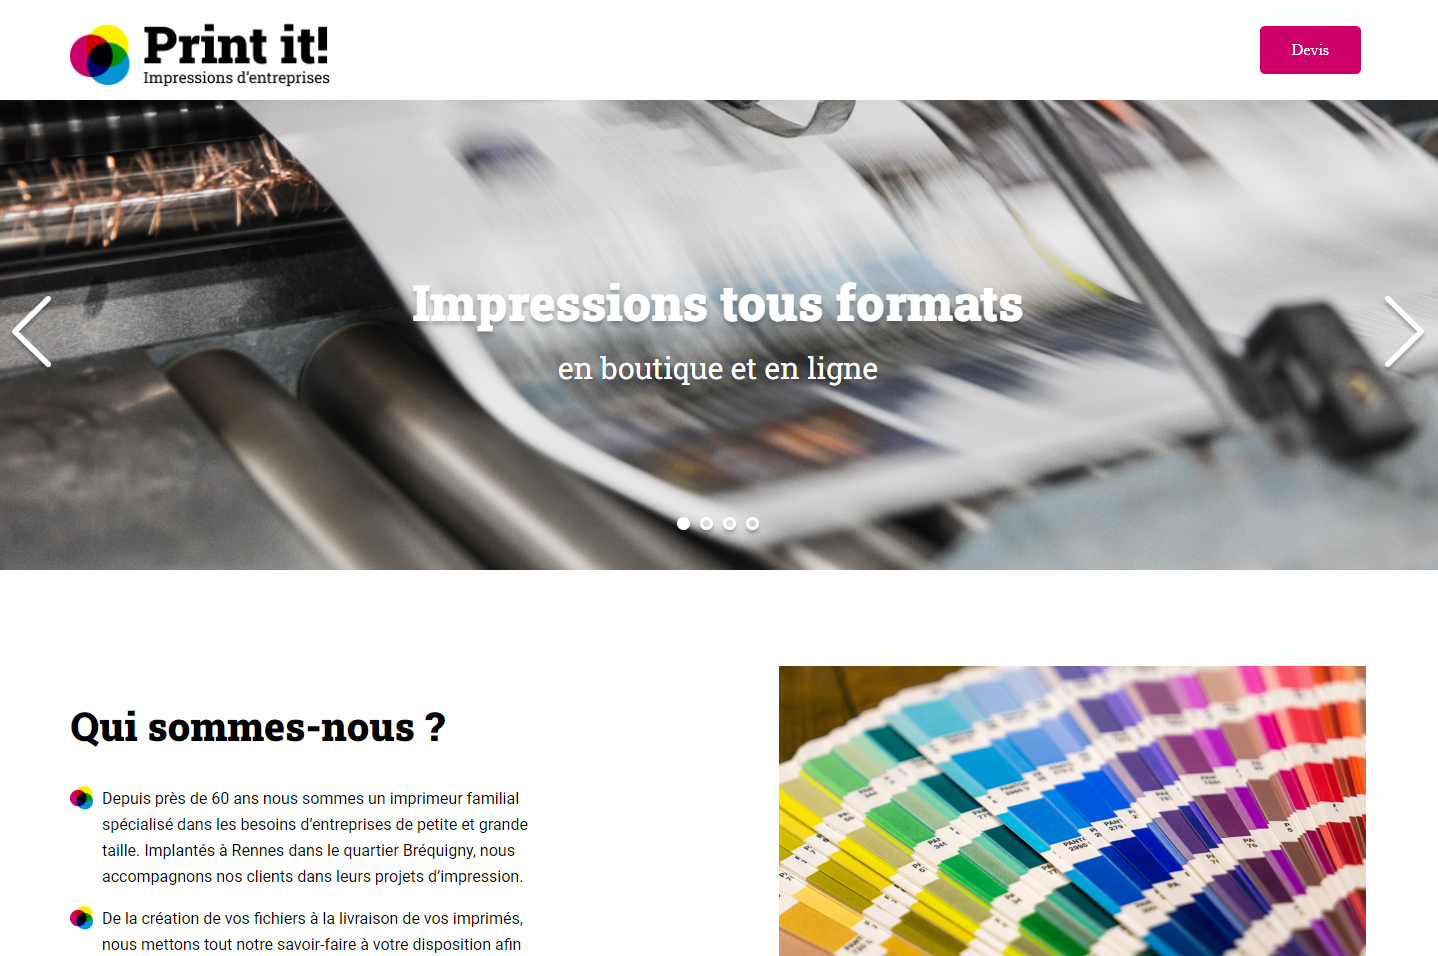 Print it!
Impressions d'entreprises
Devis
Impressions tous formats
en boutique et en ligne
Qui sommes-nous ?
Depuis près de 60 ans nous sommes un imprimeur familial
spécialisé dans les besoins d’entreprises de petite et grande
taille. Implantés à Rennes dans le quartier Bréquigny, nous
accompagnons nos clients dans leurs projets d’impression.
De la création de vos fichiers à la livraison de vos imprimés,
nous mettons tout notre savoir-faire à votre disposition afin